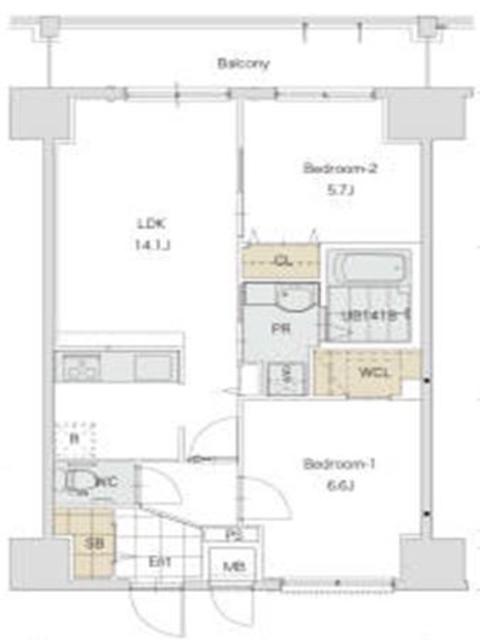 Balcony
Bedroom-2
5.7J
LDK
14.1J
CL
UB1418
PR
W
WCL
R
Bedroom-1
6.6J
WC
SB
PS
Ent
MB